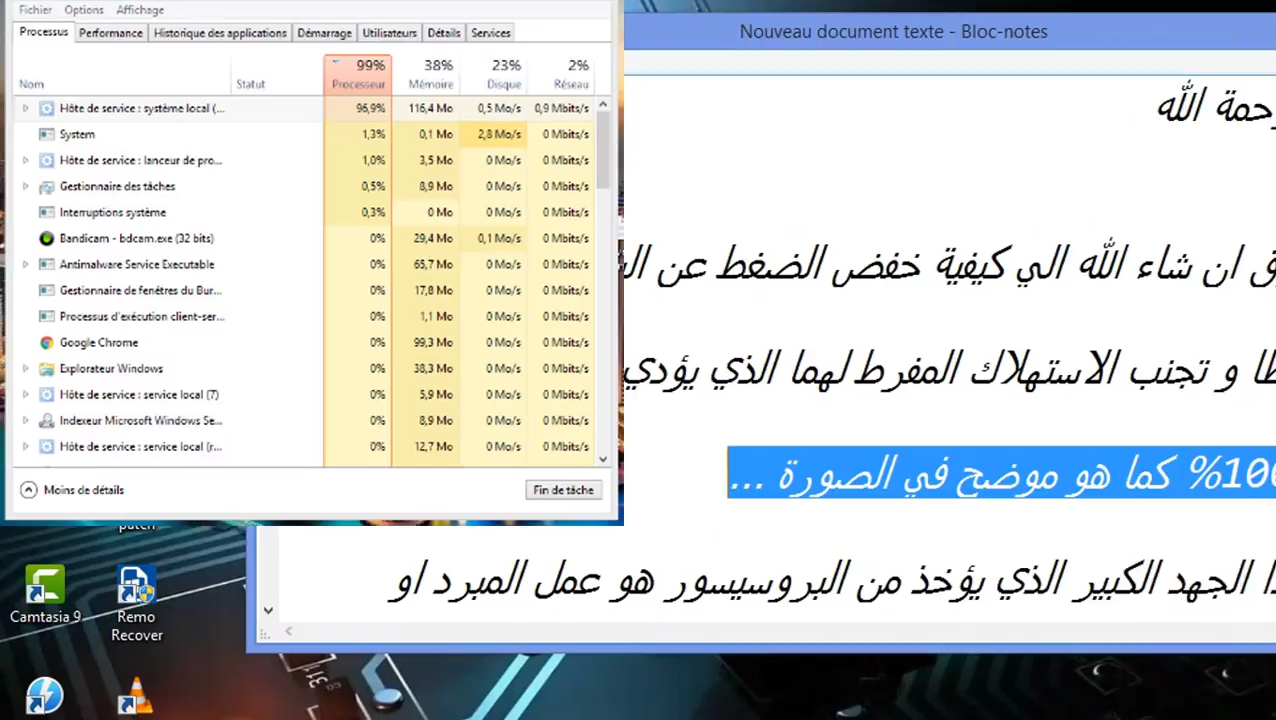 Fichier Options Affichage
Processus Performance Historique des applications Démarrage Utilisateurs Détails Services
99% 38% 23% 2%
Nom Statut Processeur Mémoire Disque Réseau
Hôte de service : système local (... 96,9% 116,4 Mo 0,5 Mo/s 0,9 Mbits/s
System 1,3% 0,1 Mo 2,8 Mo/s 0 Mbits/s
Hôte de service : lanceur de pro... 1,0% 3,5 Mo 0 Mo/s 0 Mbits/s
Gestionnaire des tâches 0,5% 8,9 Mo 0 Mo/s 0 Mbits/s
Interruptions système 0,3% 0 Mo 0 Mo/s 0 Mbits/s
Bandicam - bdcam.exe (32 bits) 0% 29,4 Mo 0,1 Mo/s 0 Mbits/s
Antimalware Service Executable 0% 65,7 Mo 0 Mo/s 0 Mbits/s
Gestionnaire de fenêtres du Bur... 0% 17,8 Mo 0 Mo/s 0 Mbits/s
Processus d'exécution client-ser... 0% 1,1 Mo 0 Mo/s 0 Mbits/s
Google Chrome 0% 99,3 Mo 0 Mo/s 0 Mbits/s
Explorateur Windows 0% 38,3 Mo 0 Mo/s 0 Mbits/s
Hôte de service : service local (7) 0% 5,9 Mo 0 Mo/s 0 Mbits/s
Indexeur Microsoft Windows Se... 0% 8,9 Mo 0 Mo/s 0 Mbits/s
Hôte de service : service local (r... 0% 12,7 Mo 0 Mo/s 0 Mbits/s
Moins de détails Fin de tâche
Nouveau document texte - Bloc-notes
الله
ان شاء الله الي كيفية خفض الضغط عن
و تجنب الاستهلاك المفرط لهما الذي يؤدي
100% كما هو موضح في الصورة ...
الجهد الكبير الذي يؤخذ من البروسيسور هو عمل المبرد او
patch
Camtasia 9
Remo
Recover